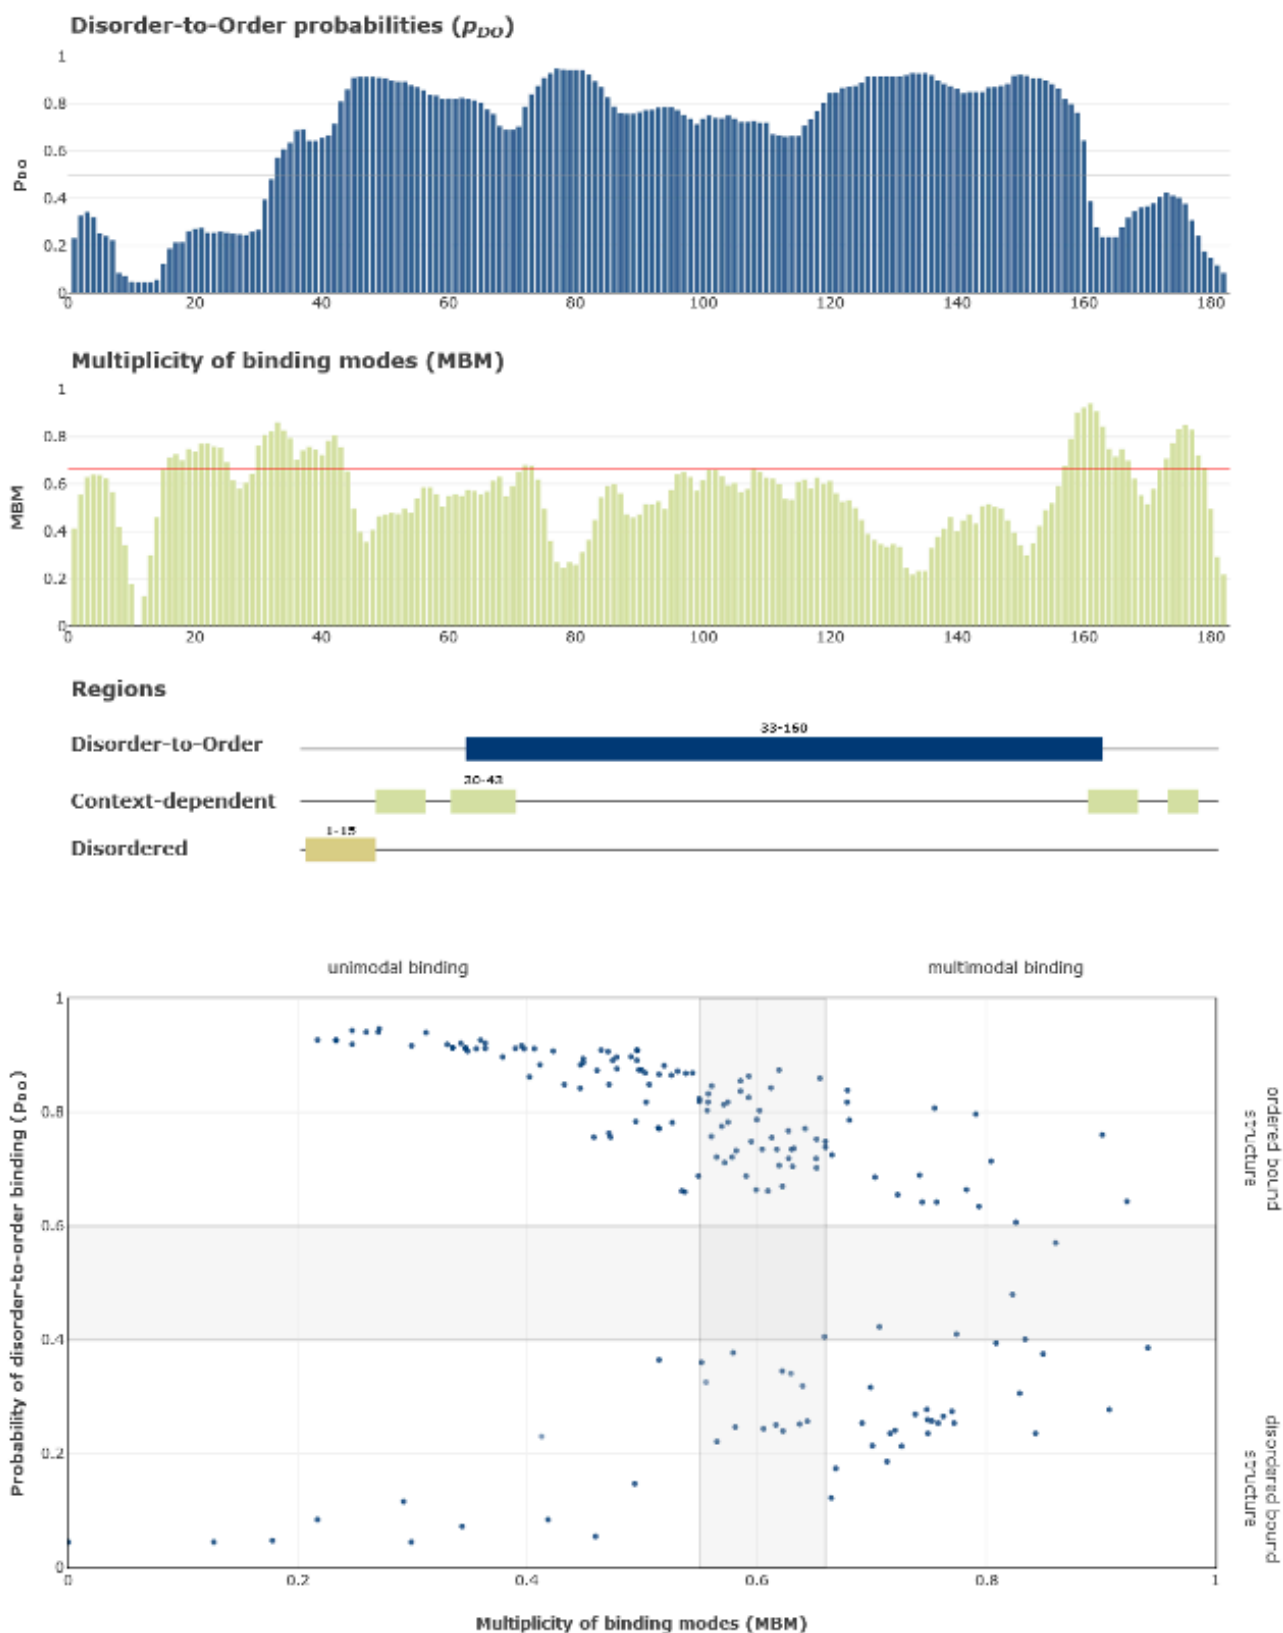 Disorder-to-Order probabilities (pDO)
1
0.8
0.6
0.4
0.2
0
PDO
0 20 40 60 80 100 120 140 160 180
Multiplicity of binding modes (MBM)
1
0.8
0.6
0.4
0.2
0
MBM
0 20 40 60 80 100 120 140 160 180
Regions
33-160
Disorder-to-Order
Context-dependent
1-15
Disordered
unimodal binding multimodal binding
1
0.8
0.6
0.4
0.2
0
Probability of disorder-to-order binding (pDO)
ordered bound
structure
disordered bound
structure
0 0.2 0.4 0.6 0.8 1
Multiplicity of binding modes (MBM)